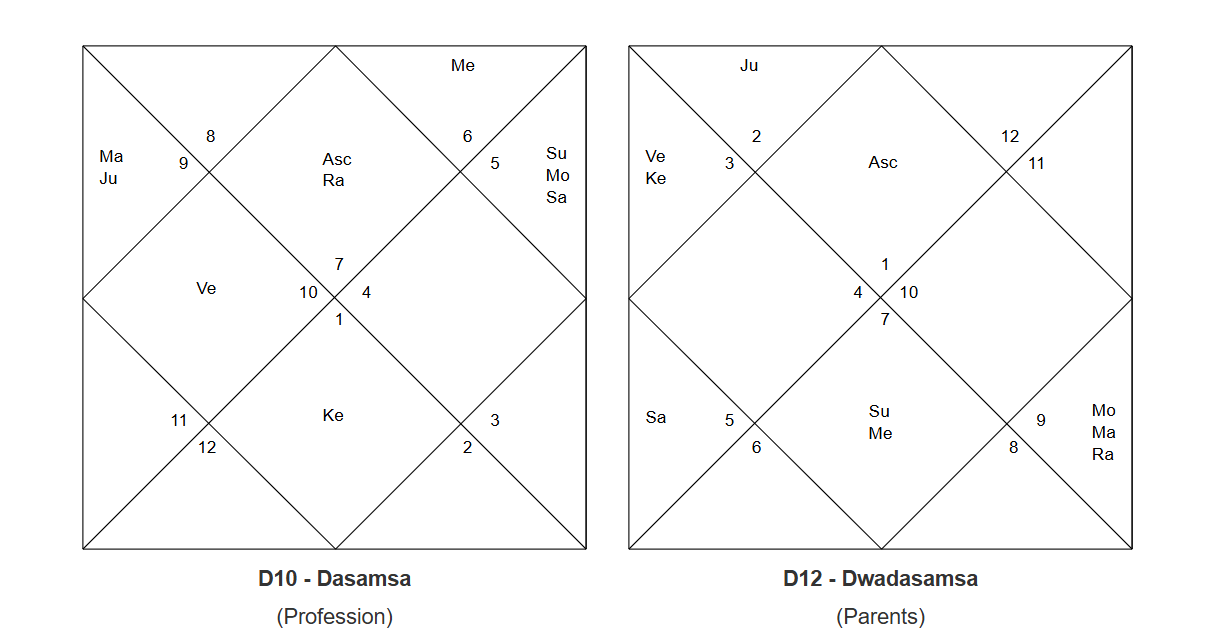 Me
8
6
Ma
Ju
9
Asc
Ra
5
Su
Mo
Sa
7
Ve
10
4
1
11
Ke
3
12
2
D10 - Dasamsa
(Profession)
Ju
2
12
Ve
Ke
3
Asc
11
1
4
10
7
Sa
5
Su
Me
9
Mo
Ma
Ra
6
8
D12 - Dwadasamsa
(Parents)